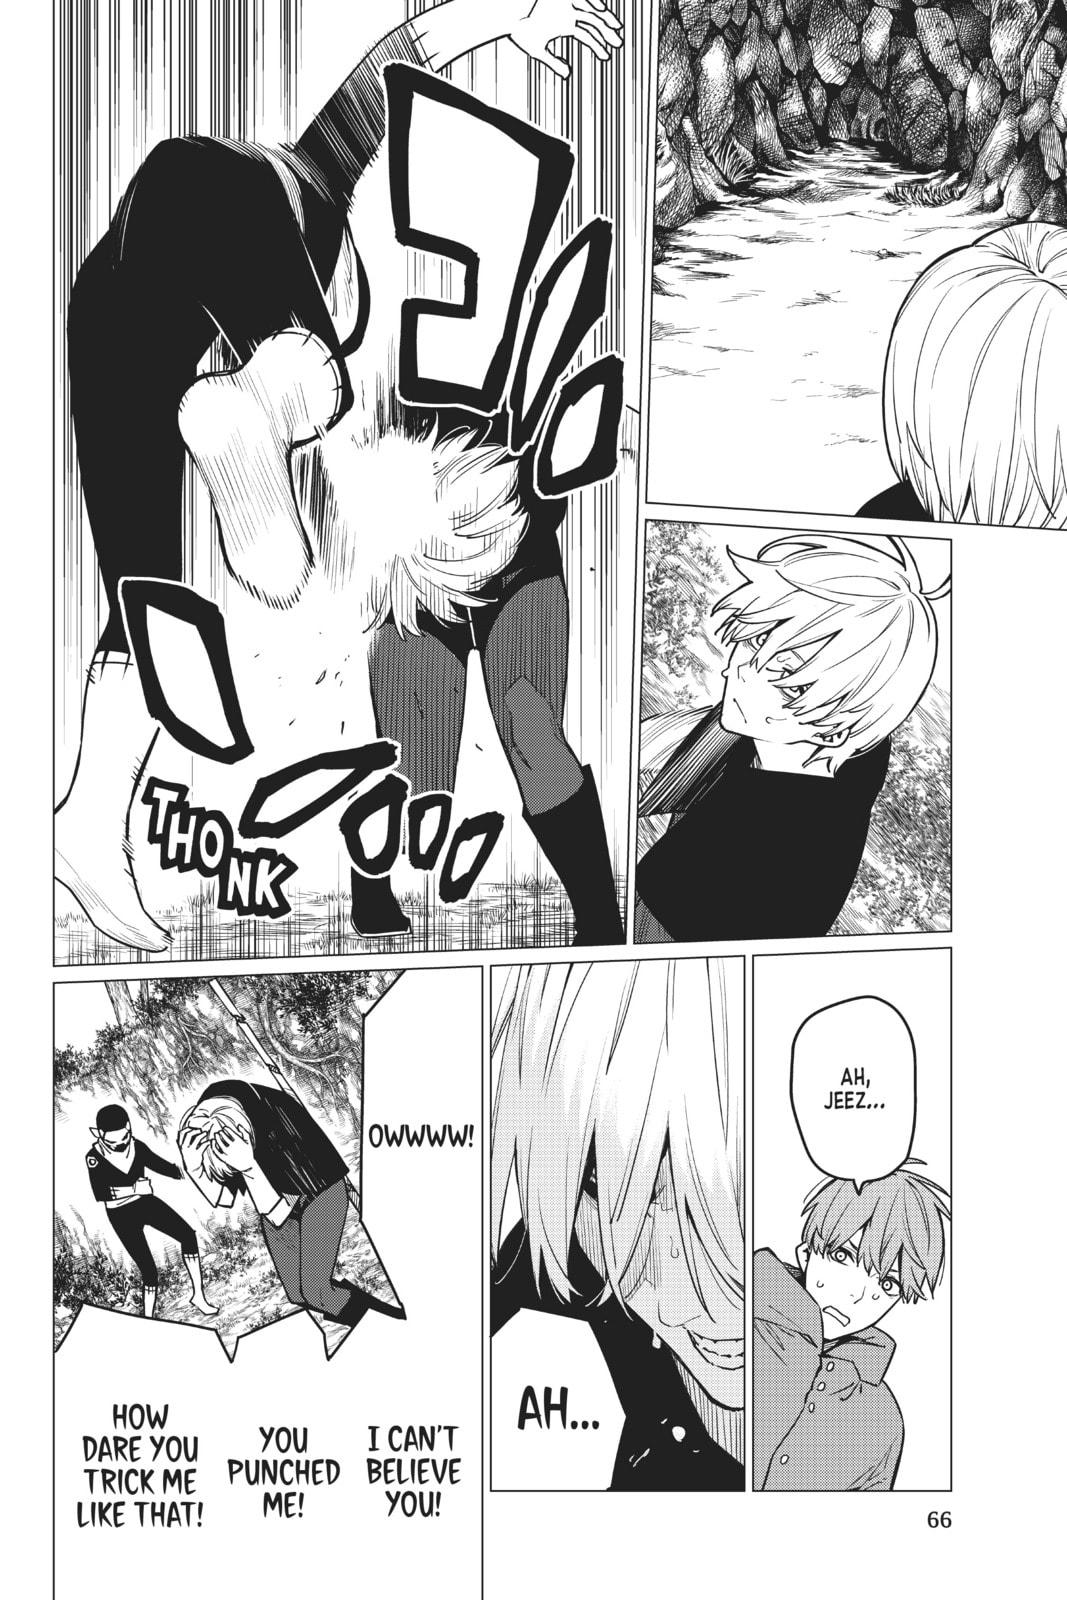 ゴ
THONK
AH,
JEEZ...
AH...
OWWWW!
I CAN'T
BELIEVE
YOU!
YOU
PUNCHED
ME!
HOW
DARE YOU
TRICK ME
LIKE THAT!
66